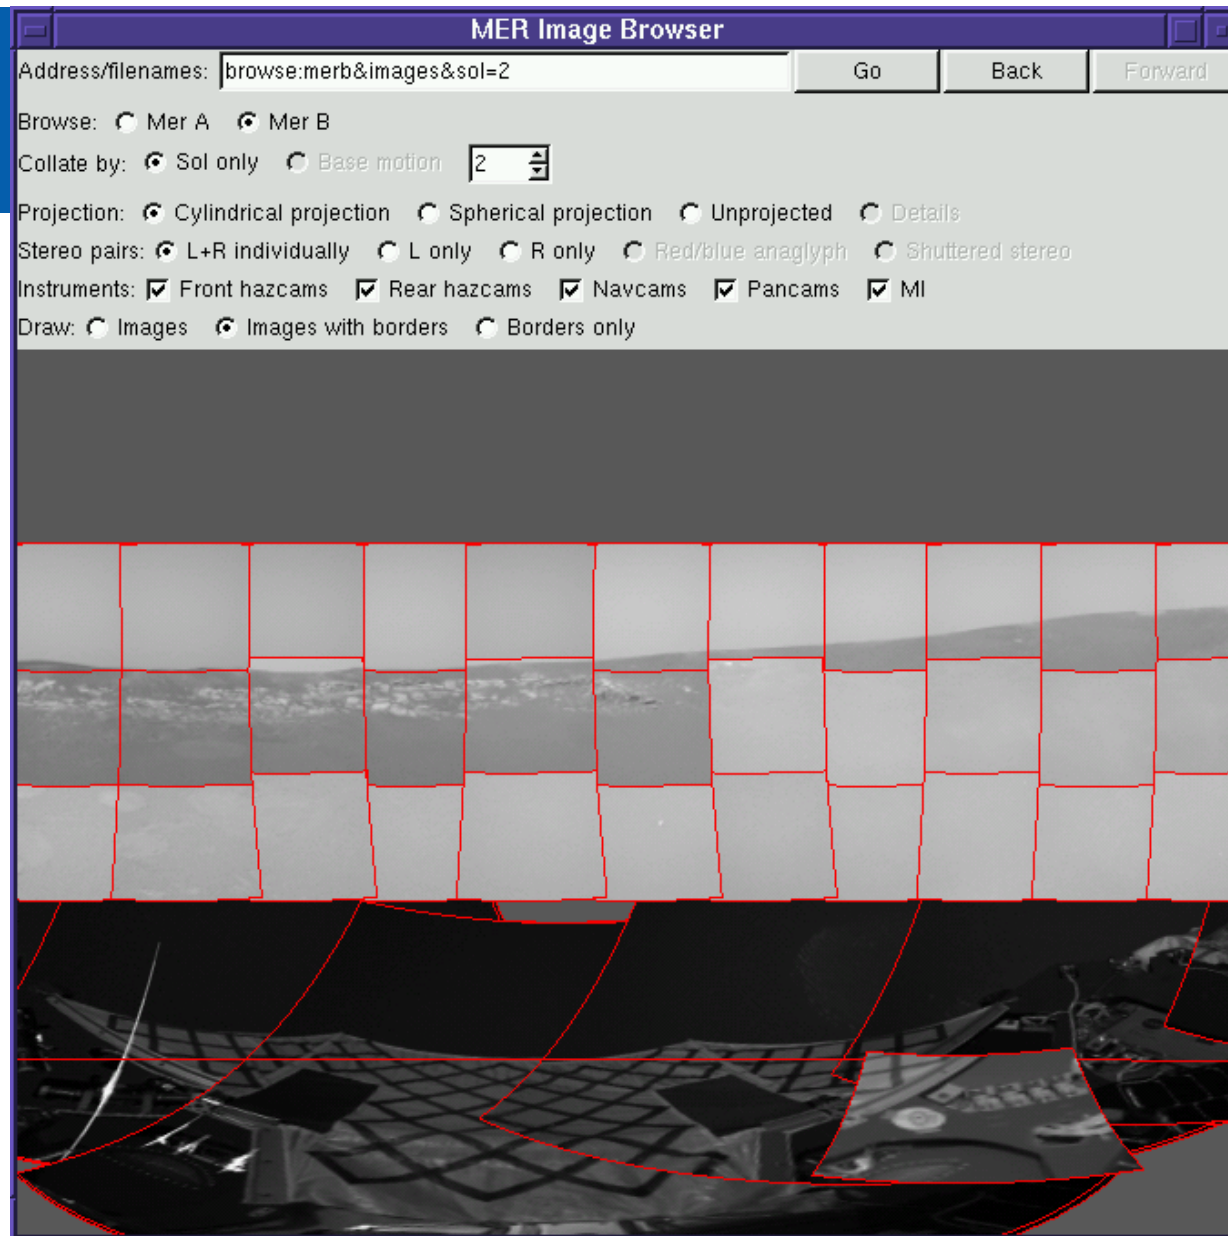 MER Image Browser
Address/filenames: browse:merb&images&sol=2 Go Back Forward
Browse: Mer A Mer B
Collate by: Sol only Base motion 2
Projection: Cylindrical projection Spherical projection Unprojected Details
Stereo pairs: L+R individually L only R only Red/blue anaglyph Shuttered stereo
Instruments: Front hazcams Rear hazcams Navcams Pancams MI
Draw: Images Images with borders Borders only